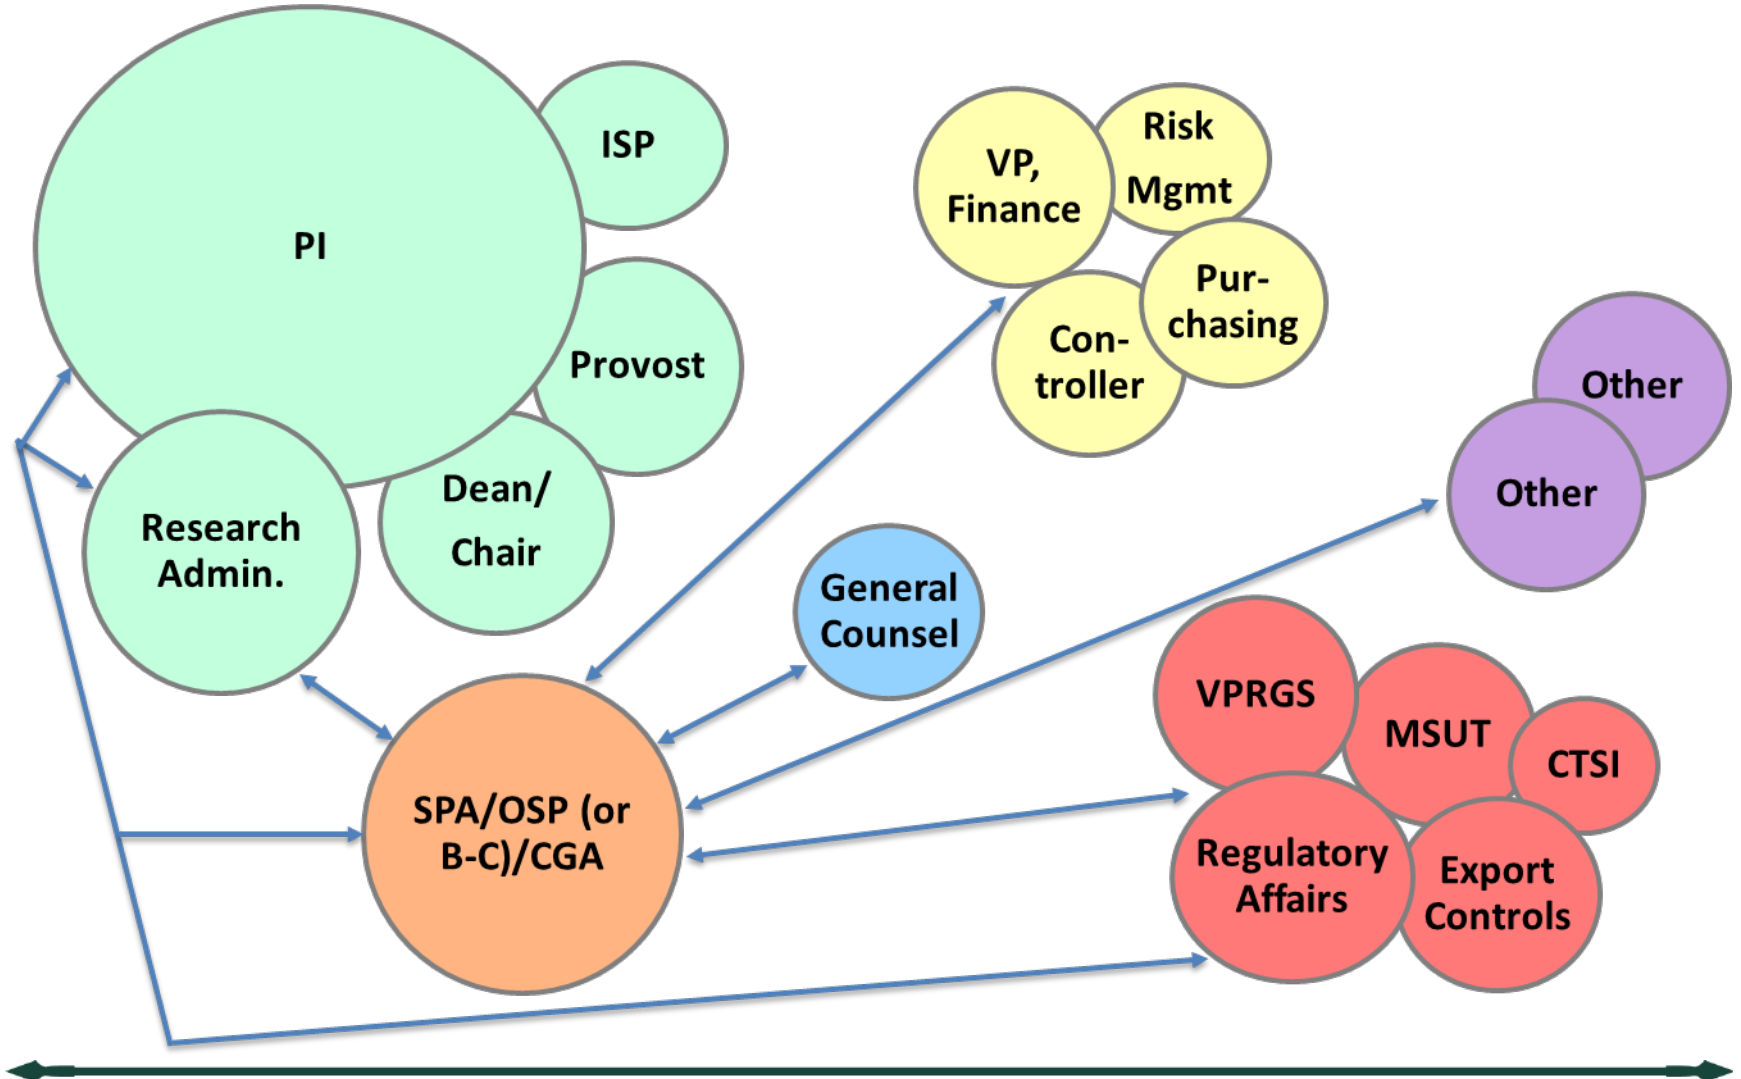 PI
ISP
Provost
Dean/
Chair
Research
Admin.
VP,
Finance
Risk
Mgmt
Pur-
chasing
Con-
troller
Other
Other
General
Counsel
SPA/OSP (or
B-C)/CGA
VPRGS
MSUT
CTSI
Regulatory
Affairs
Export
Controls